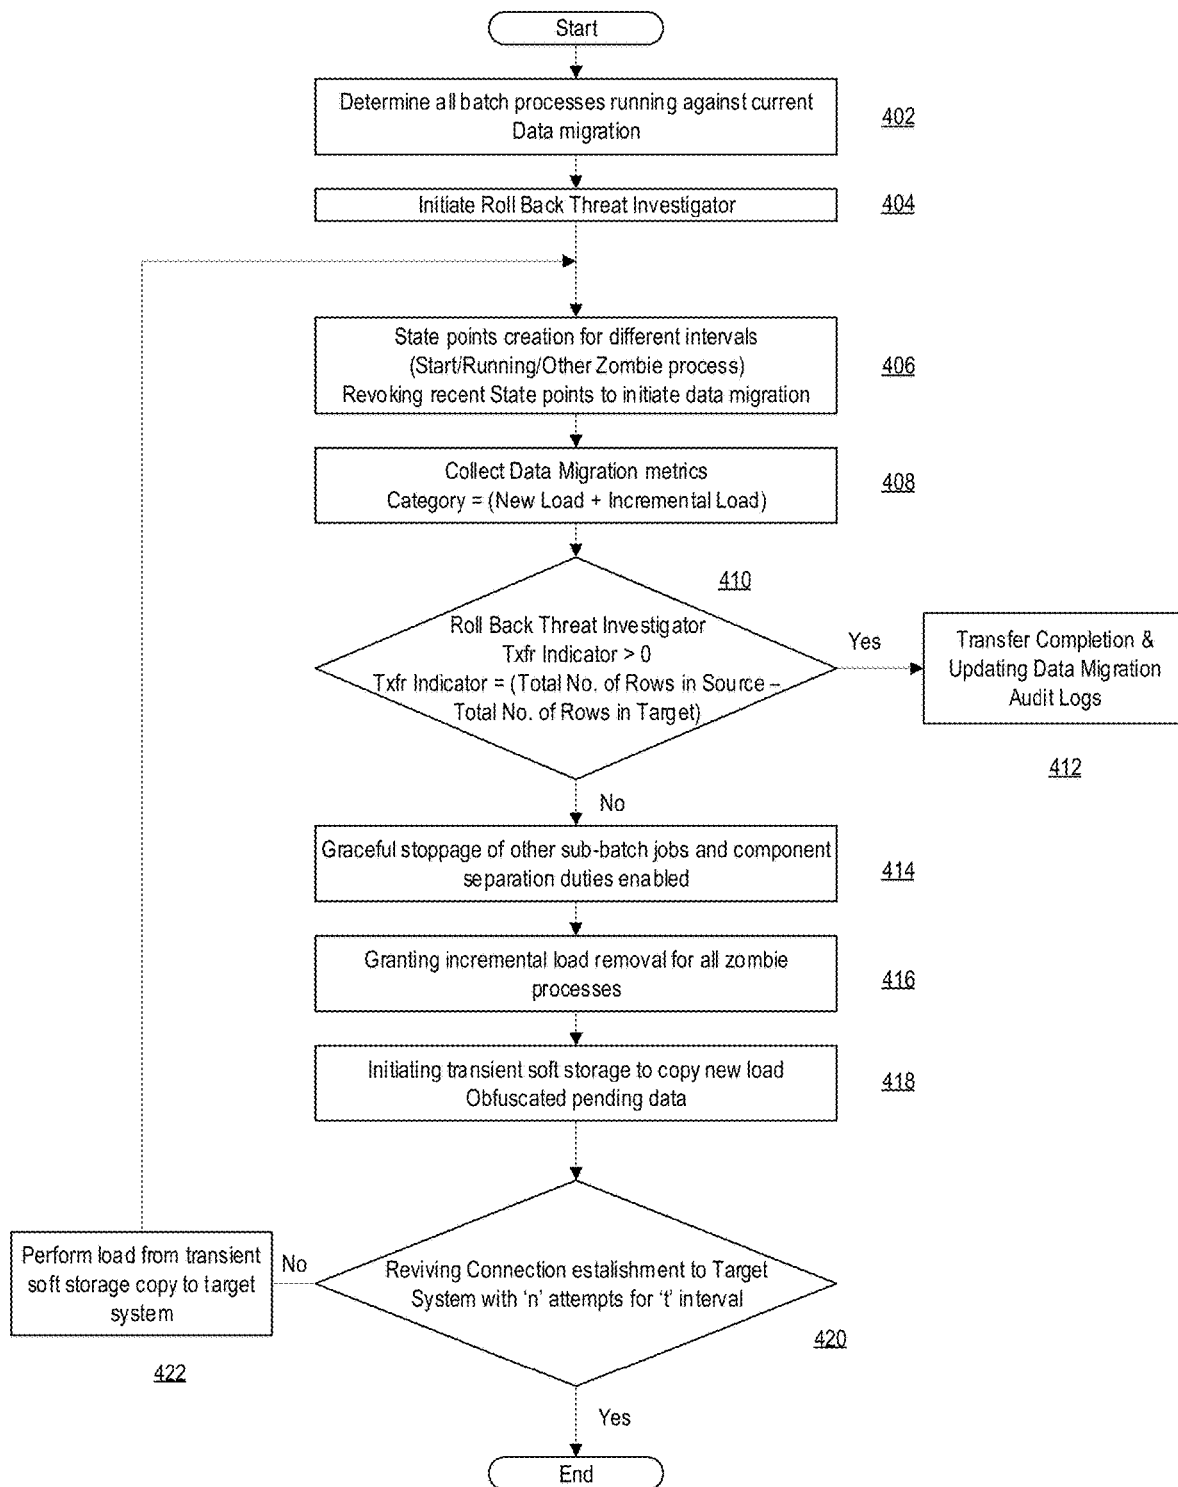 Start
Determine all batch processes running against current
Data migration
402
Initiate Roll Back Threat Investigator
404
State points creation for different intervals
(Start/Running/Other Zombie process)
Revoking recent State points to initiate data migration
406
Collect Data Migration metrics
Category = (New Load + Incremental Load)
408
410
Roll Back Threat Investigator
Txfr Indicator > 0
Txfr Indicator = (Total No. of Rows in Source –
Total No. of Rows in Target)
Yes
Transfer Completion &
Updating Data Migration
Audit Logs
412
No
Graceful stoppage of other sub-batch jobs and component
separation duties enabled
414
Granting incremental load removal for all zombie
processes
416
Initiating transient soft storage to copy new load
Obfuscated pending data
418
Perform load from transient
soft storage copy to target
system
422
No
Reviving Connection estalishment to Target
System with ‘n’ attempts for ‘t’ interval
420
Yes
End